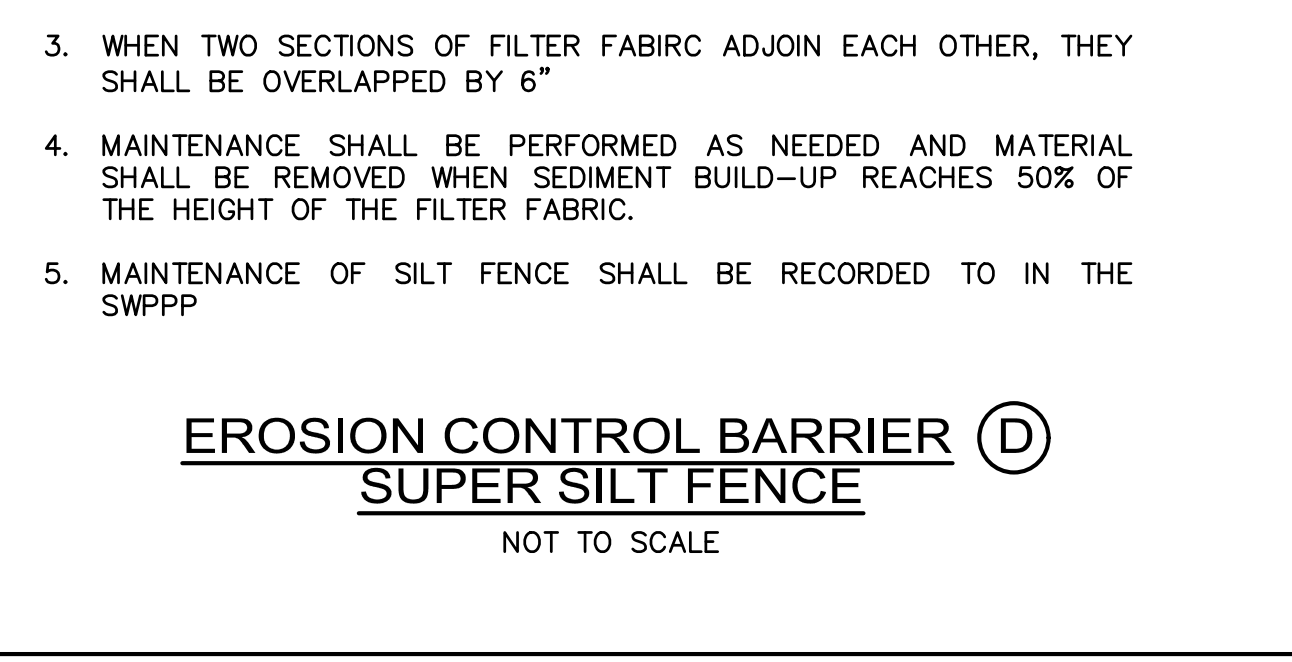 3. WHEN TWO SECTIONS OF FILTER FABIRC ADJOIN EACH OTHER, THEY
SHALL BE OVERLAPPED BY 6”
4. MAINTENANCE SHALL BE PERFORMED AS NEEDED AND MATERIAL
SHALL BE REMOVED WHEN SEDIMENT BUILD–UP REACHES 50% OF
THE HEIGHT OF THE FILTER FABRIC.
5. MAINTENANCE OF SILT FENCE SHALL BE RECORDED TO IN THE
SWPPP
EROSION CONTROL BARRIER D
SUPER SILT FENCE
NOT TO SCALE